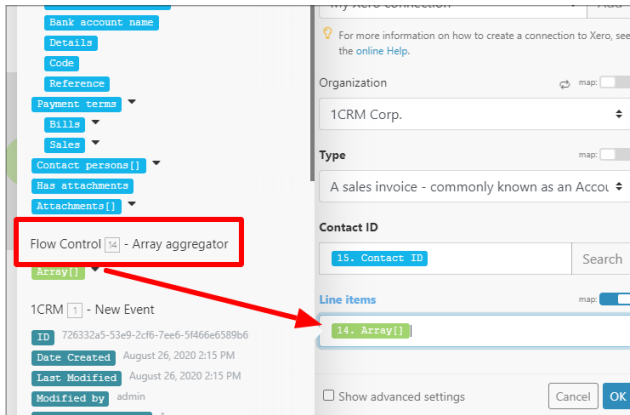 Bank account name
Details
Code
Reference
Payment terms
Bills
Sales
Contact persons[]
Has attachments
Attachments[]
Flow Control 14 - Array aggregator
Array[]
1CRM 1 - New Event
ID 726332a5-53e9-2cf6-7ee6-5f466e6589b6
Date Created August 26, 2020 2:15 PM
Last Modified August 26, 2020 2:15 PM
Modified by admin
My Xero connection
Add
For more information on how to create a connection to Xero, see
the online Help.
Organization map:
1CRM Corp.
Type map:
A sales invoice - commonly known as an Accou
Contact ID
15. Contact ID Search
Line items map:
14. Array[]
Show advanced settings Cancel OK